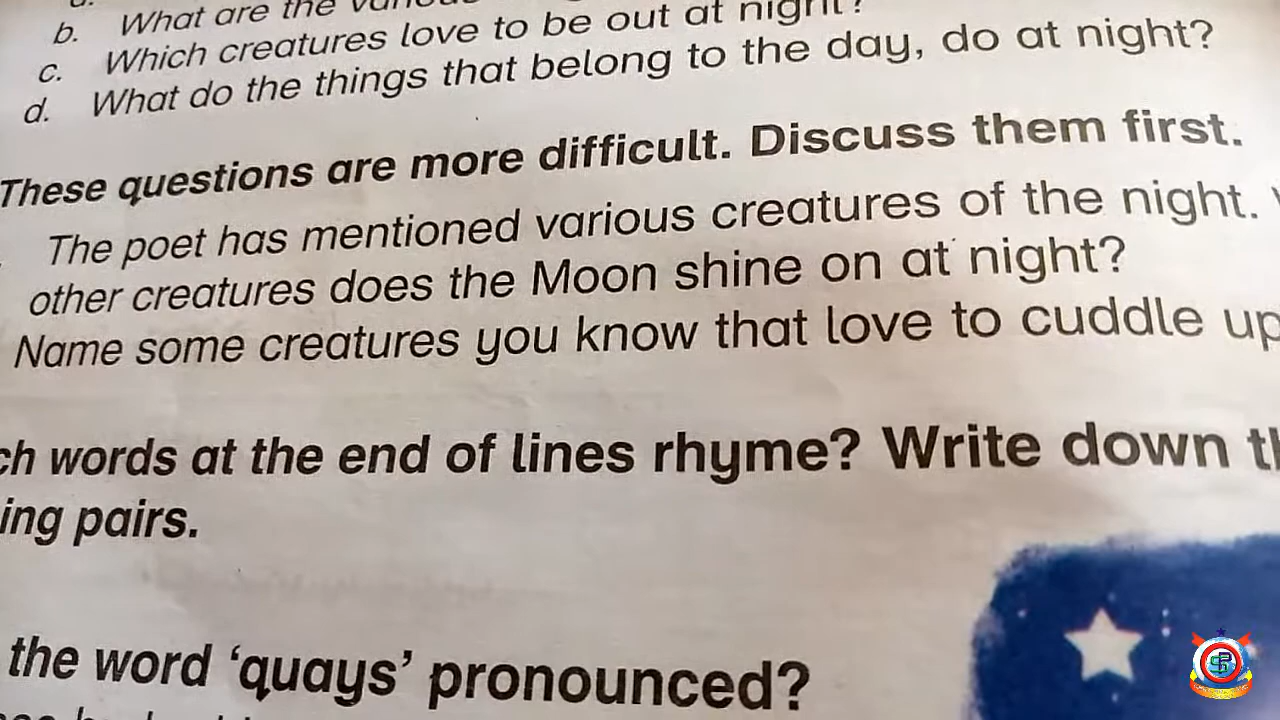 b. What are the
c. Which creatures love to be out at night?
d. What do the things that belong to the day, do at night?
These questions are more difficult. Discuss them first.
The poet has mentioned various creatures of the night.
other creatures does the Moon shine on at night?
Name some creatures you know that love to cuddle up
ch words at the end of lines rhyme? Write down
ing pairs.
the word ‘quays’ pronounced?